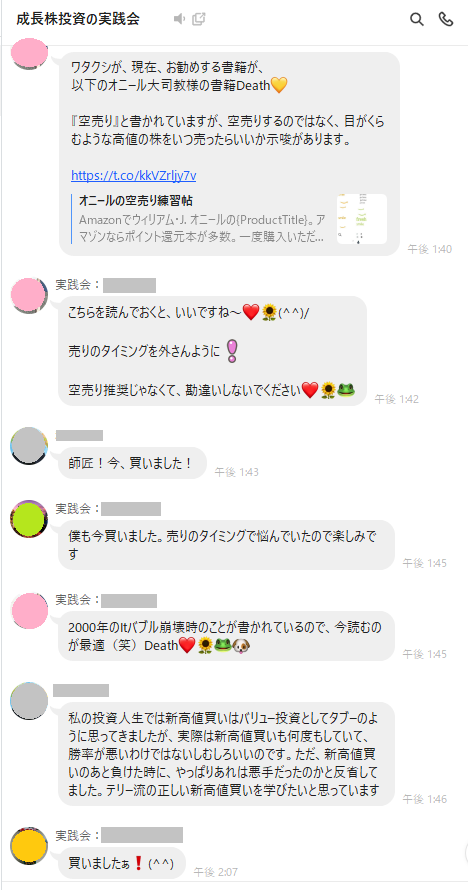 成長株投資の実践会
ワタクシが、現在、お勧めする書籍が、
以下のオニール大司教様の書籍Death💛
『空売り』と書かれていますが、空売りするのではなく、目がくら
むような高値の株をいつ売ったらいいか示唆があります。
https://t.co/kkVZrljy7v
オニールの空売り練習帖
Amazonでウィリアム・J. オニールの{ProductTitle}。ア
マゾンならポイント還元本が多数。一度購入いただ...
午後 1:40
実践会：
こちらを読んでおくと、いいですね～❤️🌻(^^)/
売りのタイミングを外さんように❗
空売り推奨じゃなくて、勘違いしないでください❤️🌻🐸
午後 1:42
師匠！今、買いました！
午後 1:43
実践会：
僕も今買いました。売りのタイミングで悩んでいたので楽しみで
す
午後 1:45
実践会：
2000年のItバブル崩壊時のことが書かれているので、今読むの
が最適（笑）Death❤️🌻🐸🐶
午後 1:45
私の投資人生では新高値買いはバリュー投資としてタブーのよ
うに思ってきましたが、実際は新高値買いも何度もしていて、
勝率が悪いわけではないしむしろいいのです。ただ、新高値買
いのあと負けた時に、やっぱりあれは悪手だったのかと反省して
ました。テリー流の正しい新高値買いを学びたいと思っています
午後 1:46
実践会：
買いましたぁ❗(^^)
午後 2:07